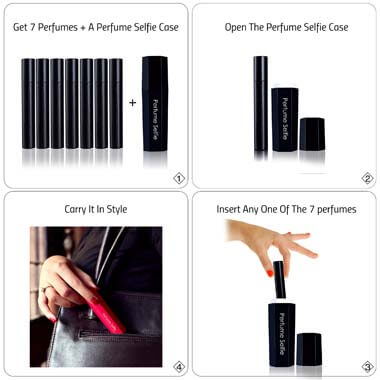 Get 7 Perfumes + A Perfume Selfie Case
+
Perfume Selfie
1
Open The Perfume Selfie Case
Perfume Selfie
2
Carry It In Style
4
Insert Any One Of The 7 perfumes
Perfume Selfie
3